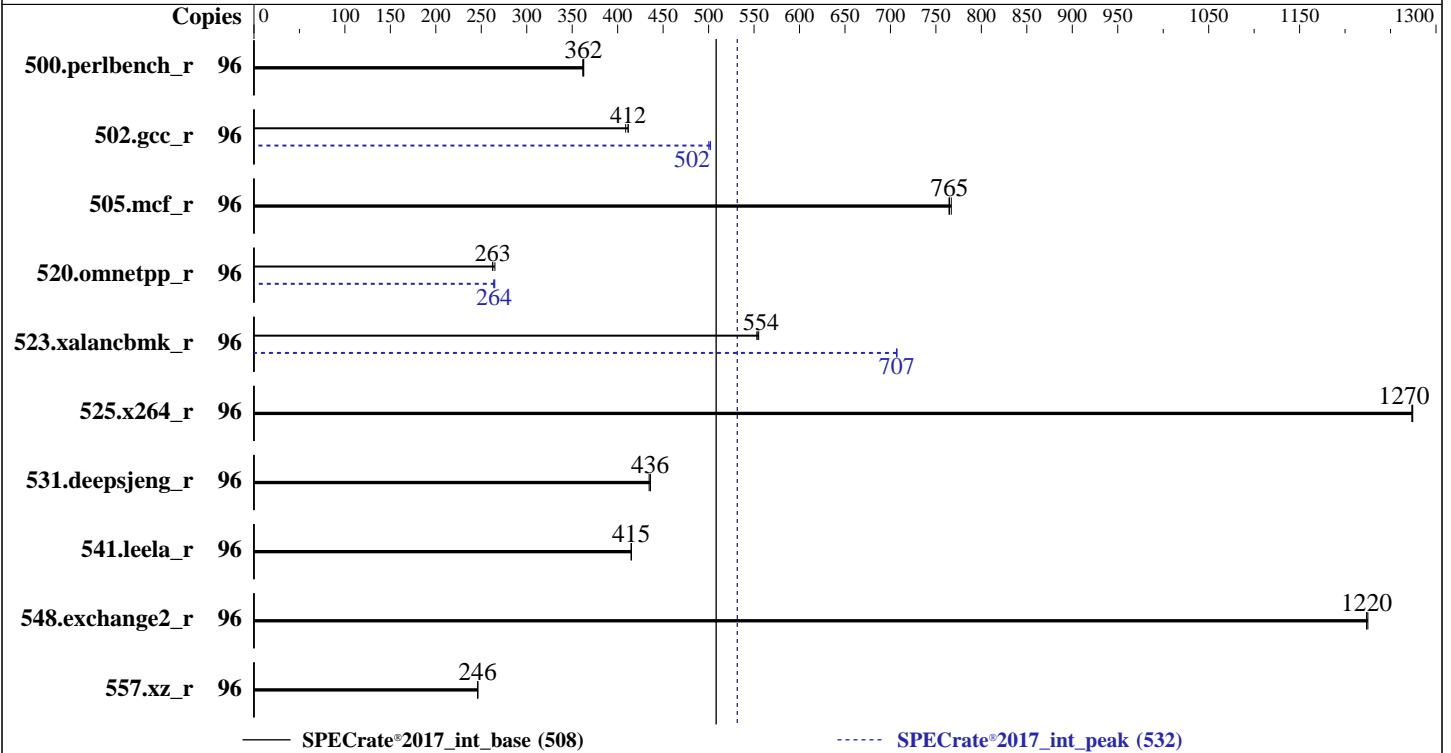 Copies 0 100 150 200 250 300 350 400 450 500 550 600 650 700 750 800 850 900 950 1050 1150 1300
362
500.perlbench_r 96
412
502.gcc_r 96
502
765
505.mcf_r 96
263
520.omnetpp_r 96
264
554
523.xalancbmk_r 96
707
1270
525.x264_r 96
436
531.deepsjeng_r 96
415
541.leela_r 96
1220
548.exchange2_r 96
246
557.xz_r 96
SPECrate®2017_int_base (508) SPECrate®2017_int_peak (532)